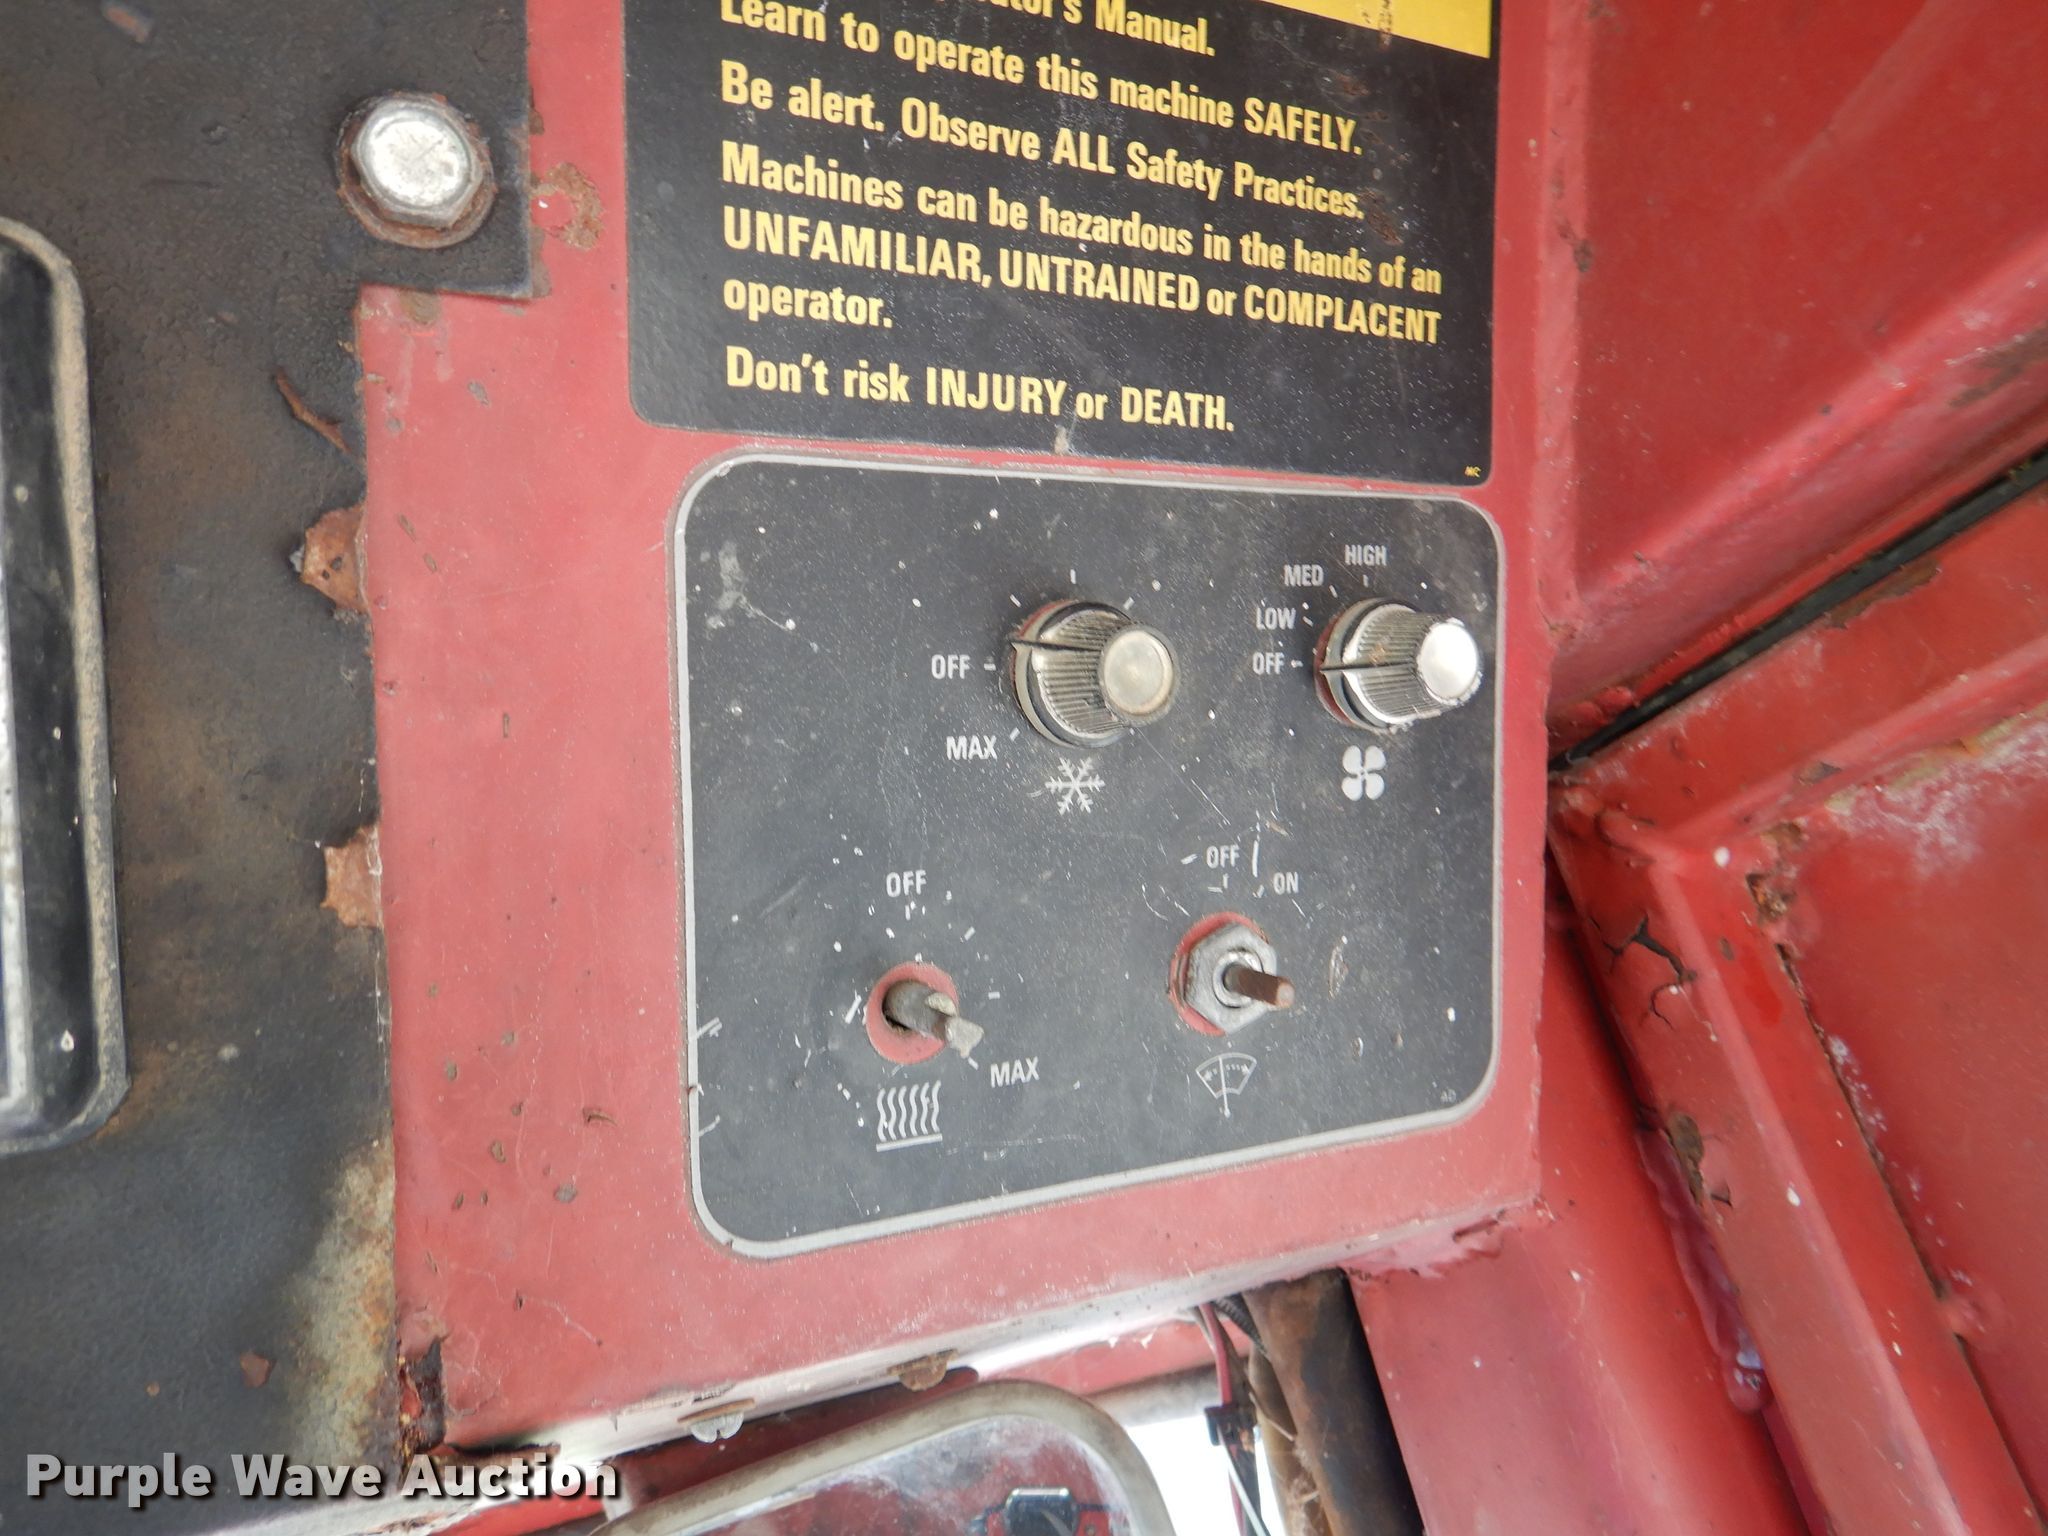 Manual.
Learn to operate this machine SAFELY.
Be alert. Observe ALL Safety Practices.
Machines can be hazardous in the hands of an
UNFAMILIAR, UNTRAINED or COMPLACENT
operator.
Don't risk INJURY or DEATH.
MC
HIGH
MED
LOW
OFF
OFF
MAX
OFF
ON
OFF
MAX
Purple Wave Auction